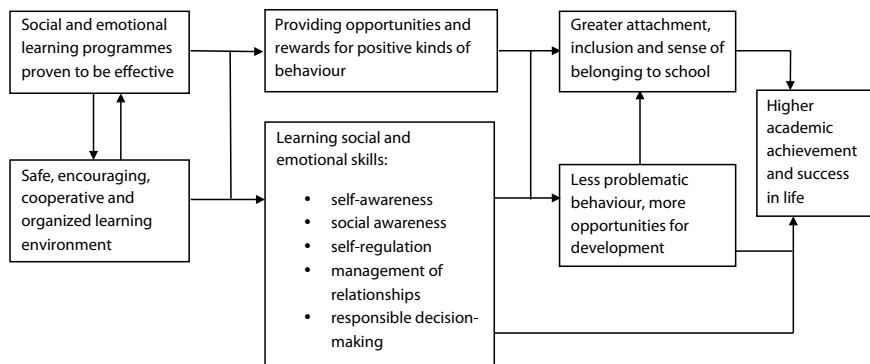 Social and emotional
learning programmes
proven to be effective
Safe, encouraging,
cooperative and
organized learning
environment
Providing opportunities and
rewards for positive kinds of
behaviour
Learning social and
emotional skills:
• self-awareness
• social awareness
• self-regulation
• management of
relationships
• responsible decision-
making
Greater attachment,
inclusion and sense of
belonging to school
Less problematic
behaviour, more
opportunities for
development
Higher
academic
achievement
and success
in life